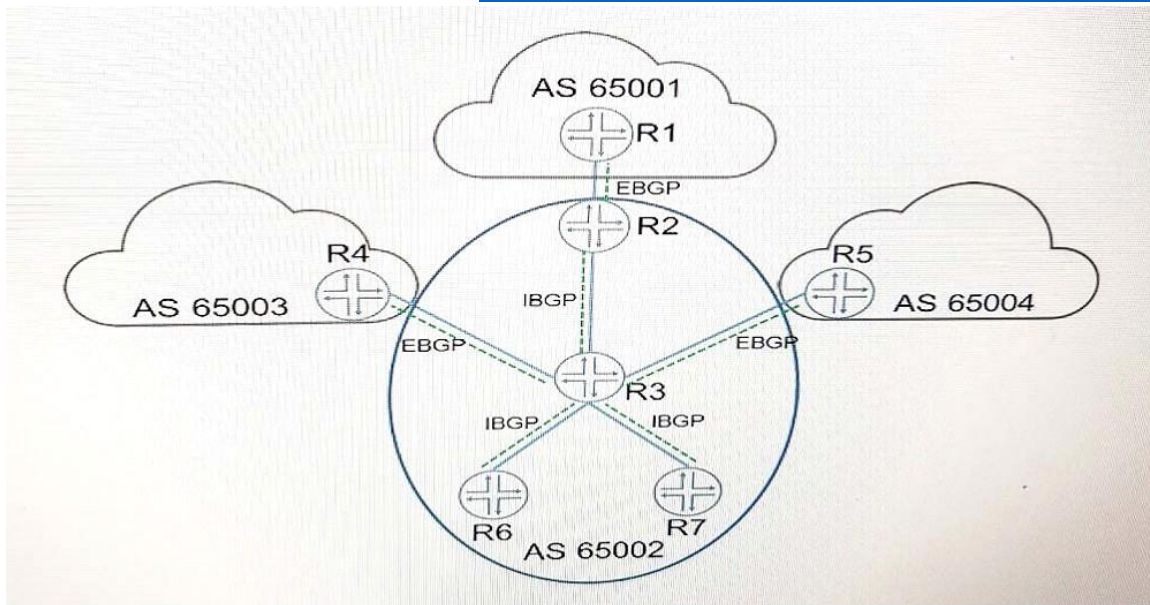 AS 65001
R1
EBGP
R2
R4
R5
AS 65003
IBGP
AS 65004
EBGP
EBGP
R3
IBGP
IBGP
R6
R7
AS 65002